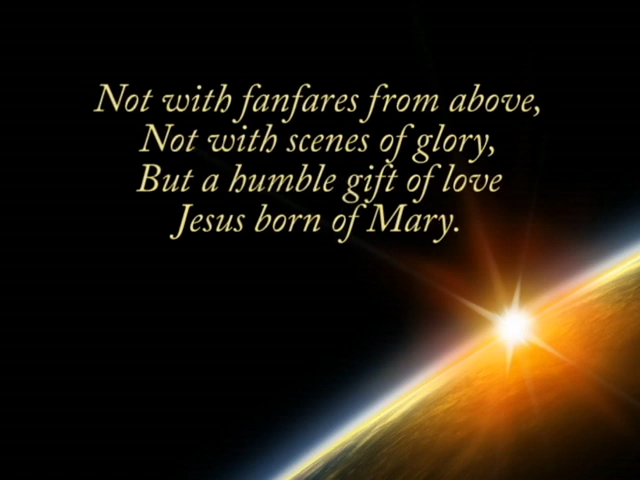 Not with fanfares from above,
Not with scenes of glory,
But a humble gift of love
Jesus born of Mary.